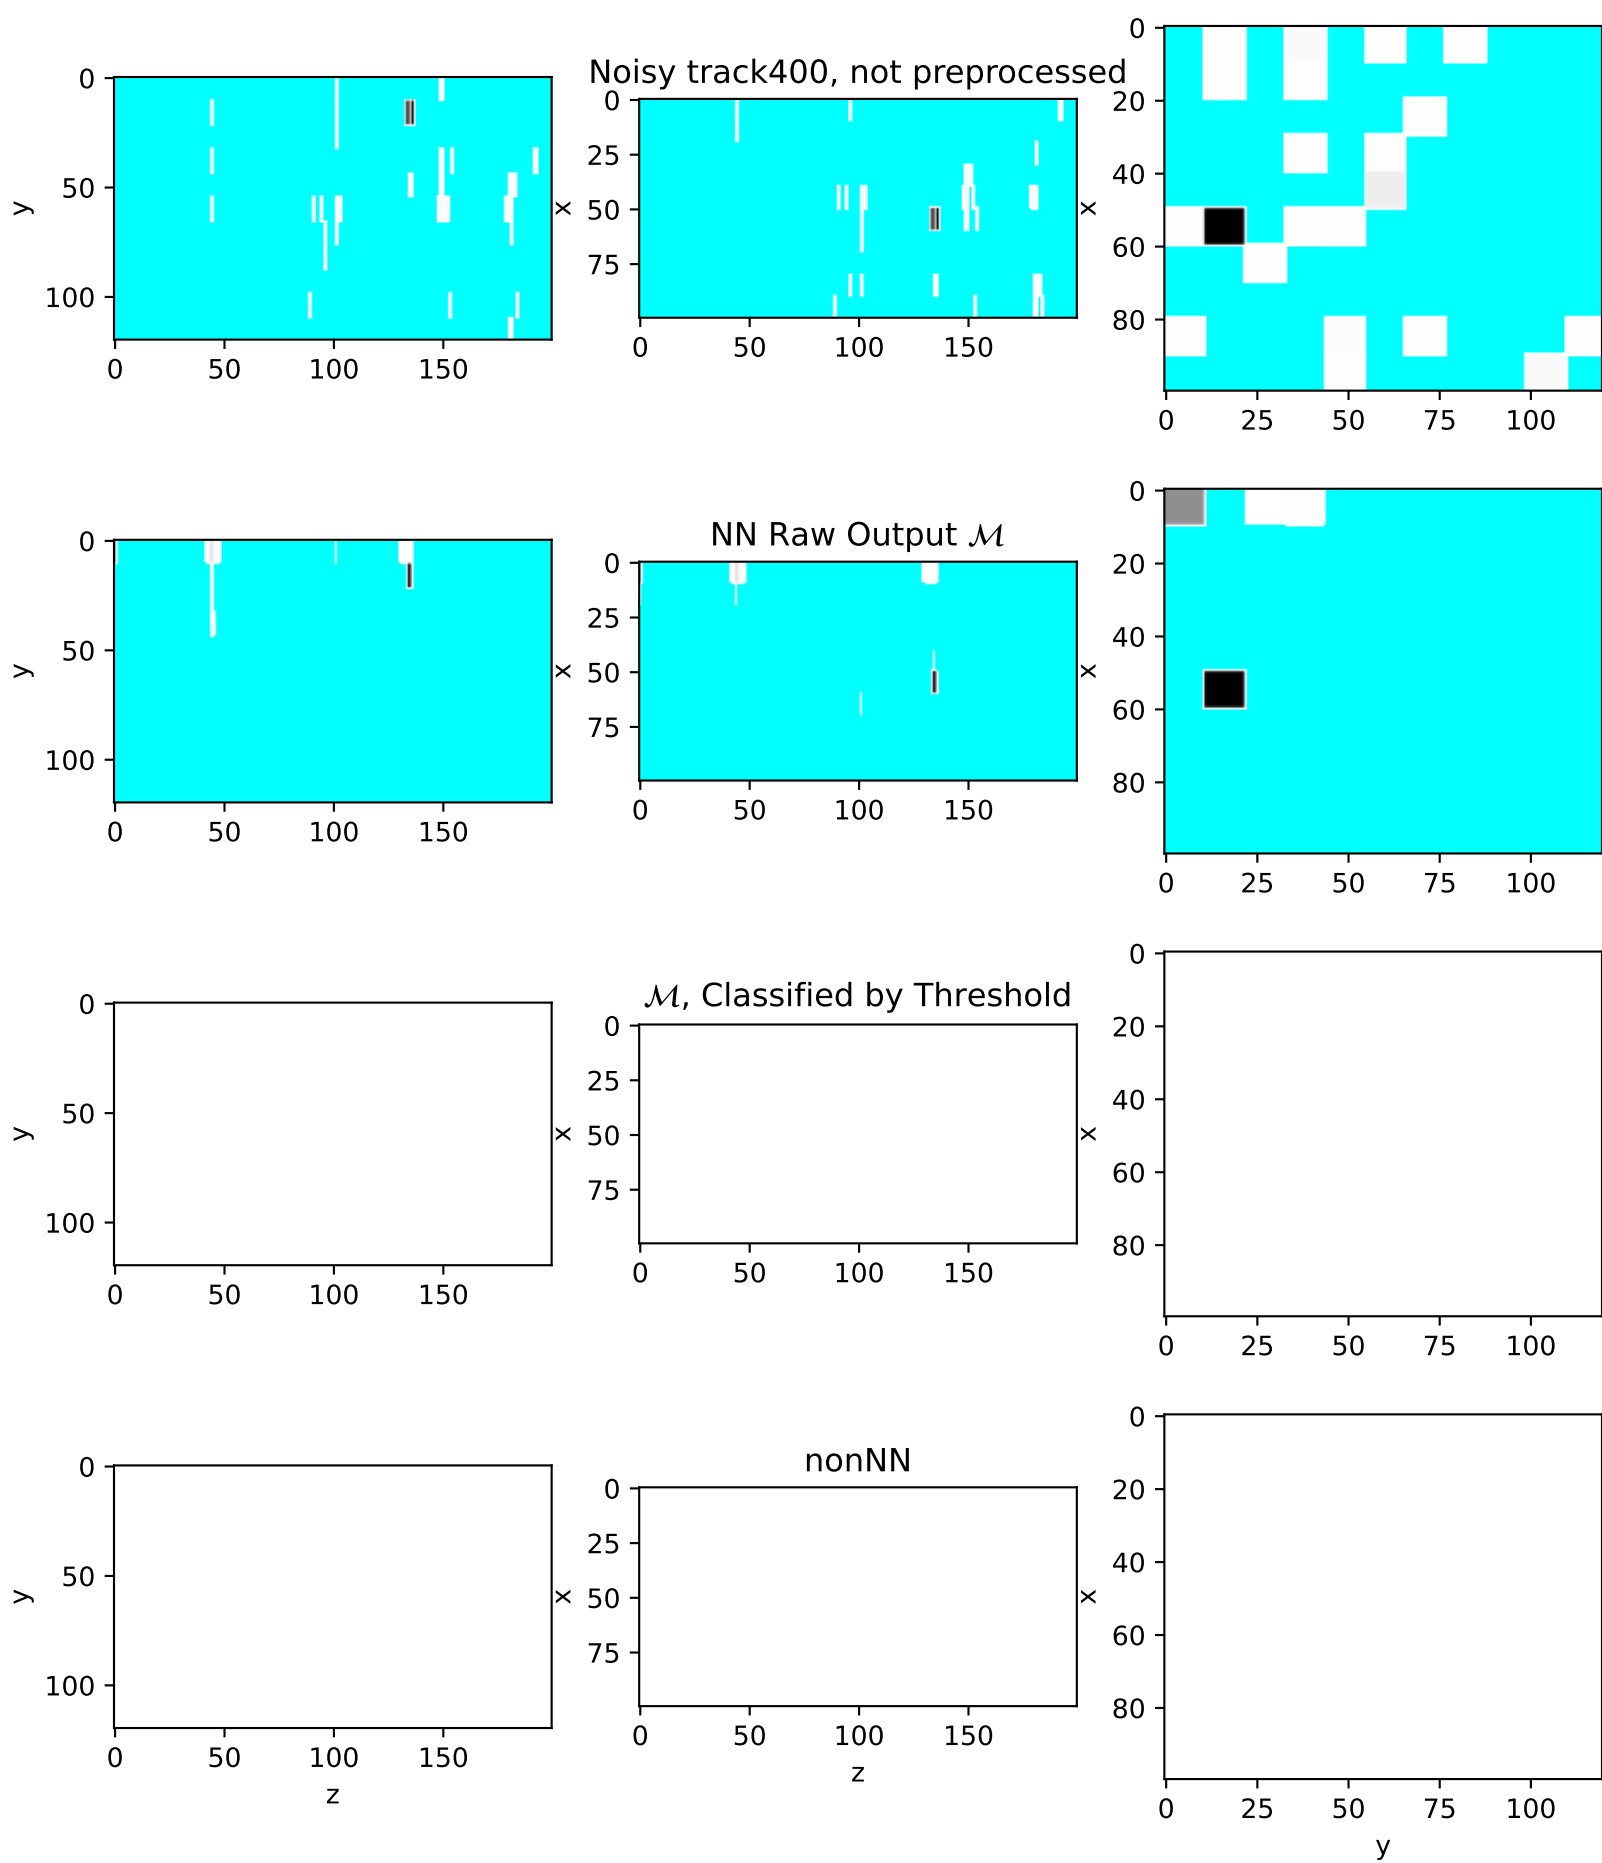 Noisy track400, not preprocessed
0 50 100
0 50 100 150
y
0 25 50 75
0 50 100 150
x
0 20 40 60 80
0 25 50 75 100
x
NN Raw Output ℳ
0 50 100
0 50 100 150
y
0 25 50 75
0 50 100 150
x
0 20 40 60 80
0 25 50 75 100
x
ℳ, Classified by Threshold
0 50 100
0 50 100 150
y
0 25 50 75
0 50 100 150
x
0 20 40 60 80
0 25 50 75 100
x
nonNN
0 50 100
0 50 100 150
y
z
0 25 50 75
0 50 100 150
x
z
0 20 40 60 80
0 25 50 75 100
x
y